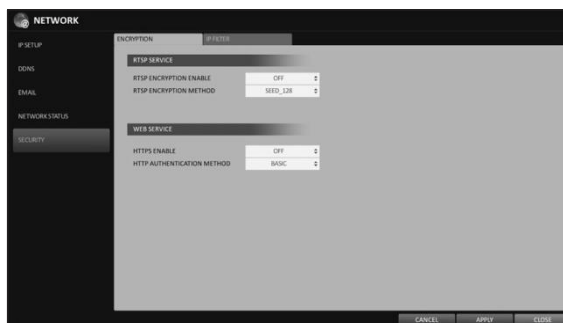 NETWORK
IP SETUP
DDNS
EMAIL
NETWORK STATUS
SECURITY
ENCRYPTION IP FILTER
RTSP SERVICE
RTSP ENCRYPTION ENABLE OFF
RTSP ENCRYPTION METHOD SEED_128
WEB SERVICE
HTTPS ENABLE OFF
HTTP AUTHENTICATION METHOD BASIC
CANCEL APPLY CLOSE